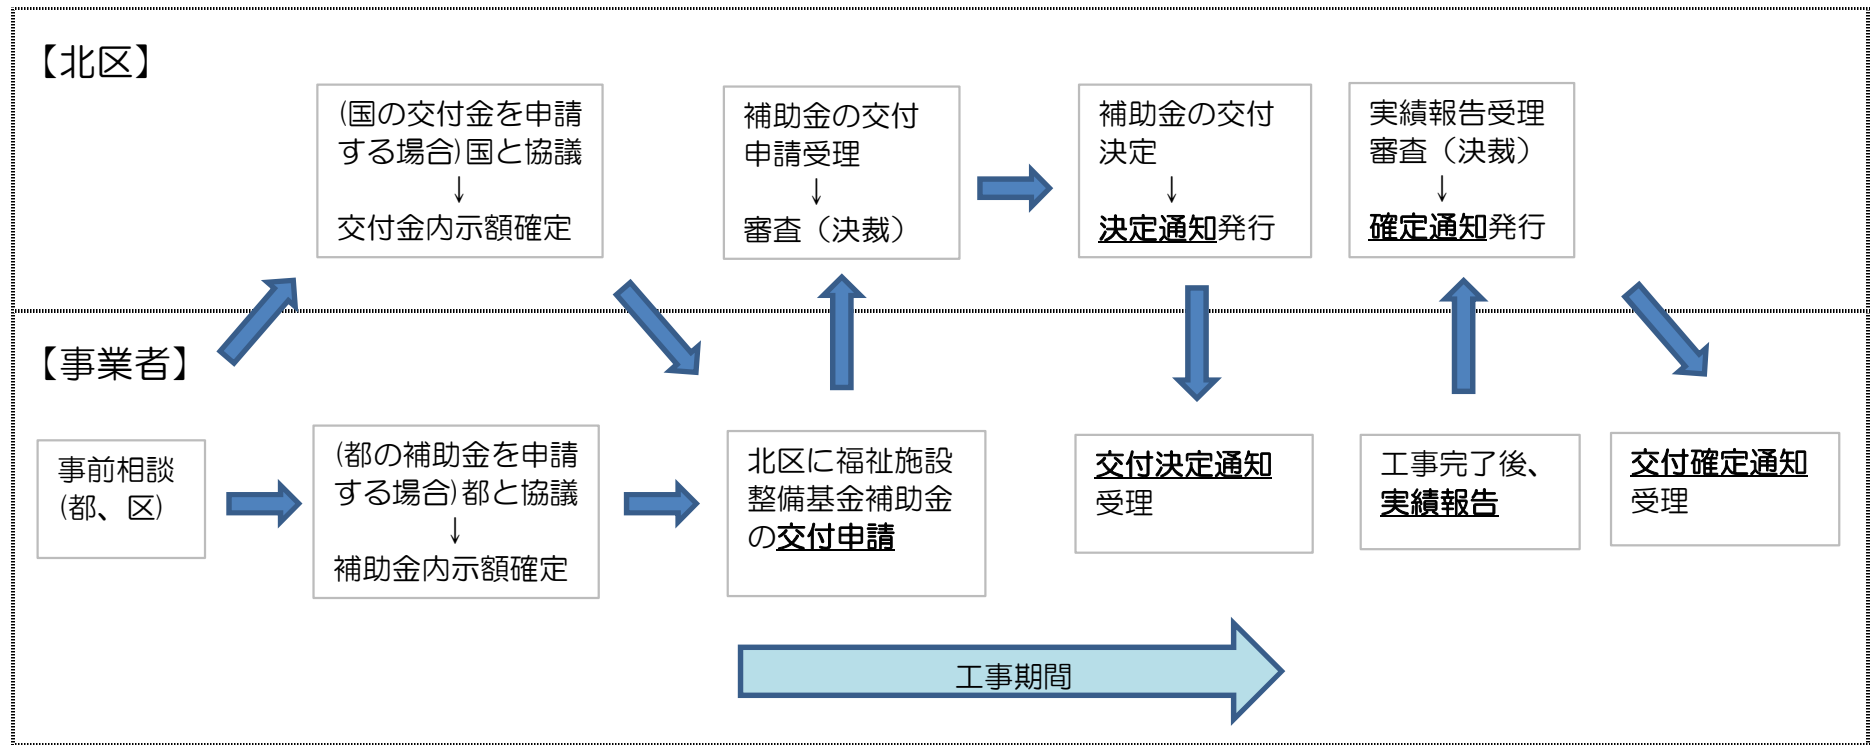 【北区】
(国の交付金を申請
する場合)国と協議
↓
交付金内示額確定
補助金の交付
申請受理
↓
審査（決裁）
補助金の交付
決定
↓
決定通知発行
実績報告受理
審査（決裁）
↓
確定通知発行
【事業者】
事前相談
(都、区)
(都の補助金を申請
する場合)都と協議
↓
補助金内示額確定
北区に福祉施設
整備基金補助金
の交付申請
交付決定通知
受理
工事完了後、
実績報告
交付確定通知
受理
工事期間